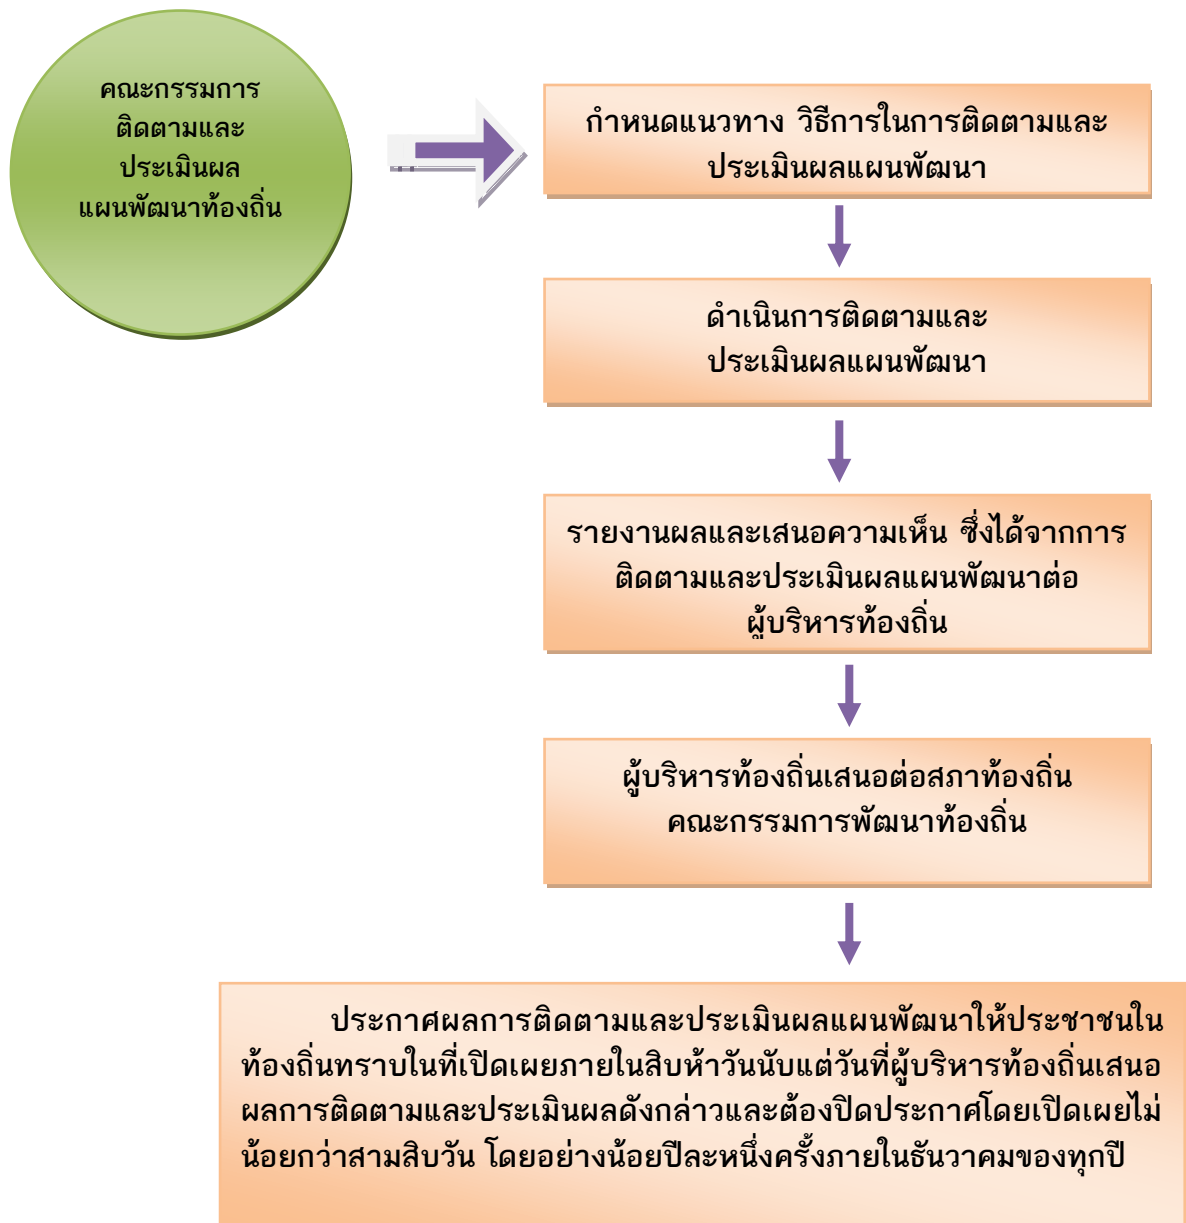 คณะกรรมการ
ติดตามและ
ประเมินผล
แผนพัฒนาท้องถิ่น
กำหนดแนวทาง วิธีการในการติดตามและ
ประเมินผลแผนพัฒนา
ดำเนินการติดตามและ
ประเมินผลแผนพัฒนา
รายงานผลและเสนอความเห็น ซึ่งได้จากการ
ติดตามและประเมินผลแผนพัฒนาต่อ
ผู้บริหารท้องถิ่น
ผู้บริหารท้องถิ่นเสนอต่อสภาท้องถิ่น
คณะกรรมการพัฒนาท้องถิ่น
ประกาศผลการติดตามและประเมินผลแผนพัฒนาให้ประชาชนใน
ท้องถิ่นทราบในที่เปิดเผยภายในสิบห้าวันนับแต่วันที่ผู้บริหารท้องถิ่นเสนอ
ผลการติดตามและประเมินผลดังกล่าวและต้องปิดประกาศโดยเปิดเผยไม่
น้อยกว่าสามสิบวัน โดยอย่างน้อยปีละหนึ่งครั้งภายในธันวาคมของทุกปี